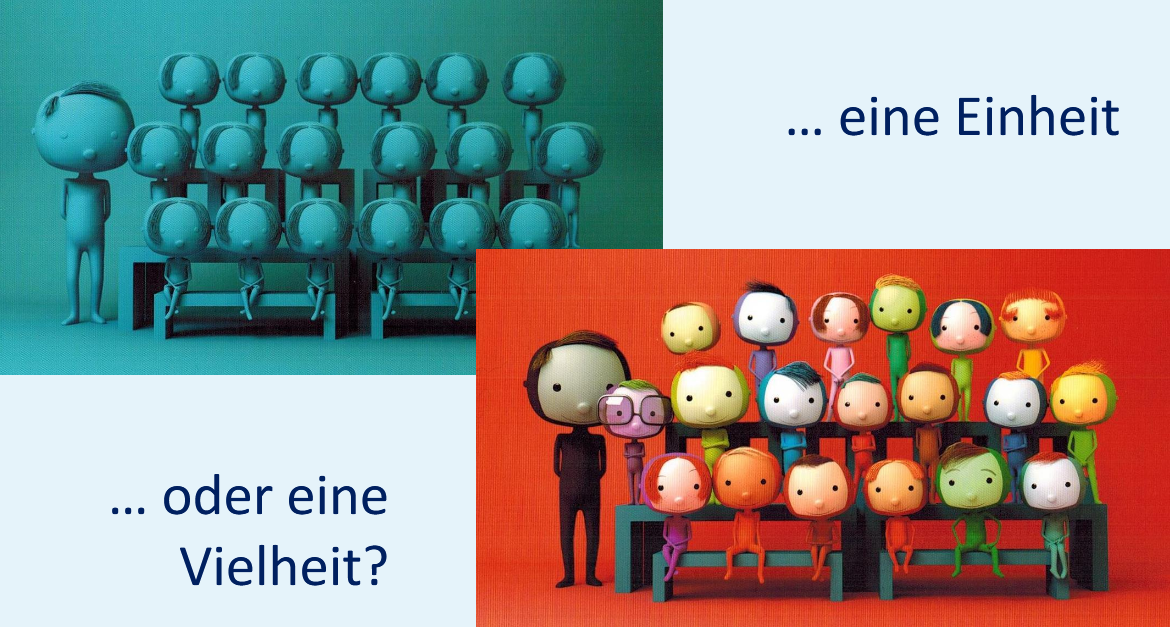 … eine Einheit
… oder eine
Vielheit?